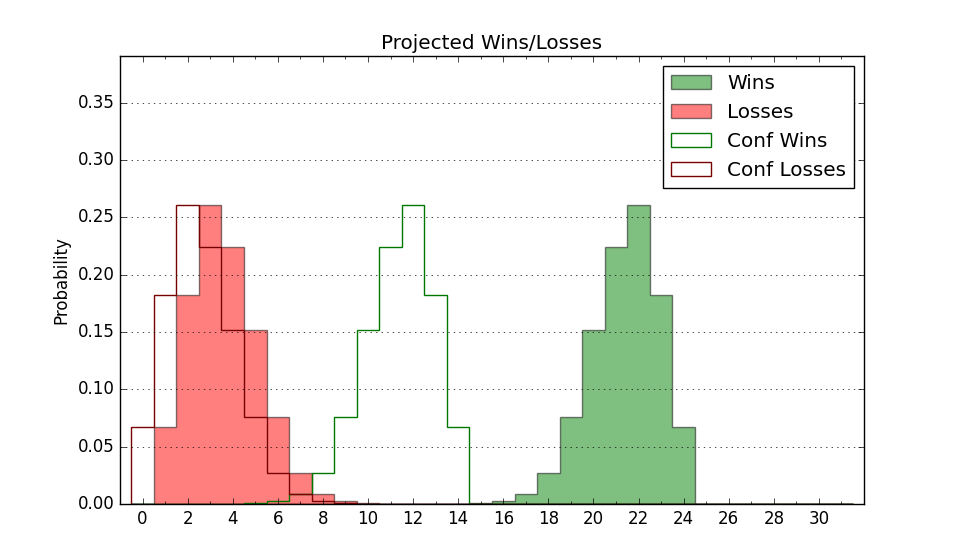 Projected Wins/Losses
Wins
Losses
Conf Wins
Conf Losses
Probability
0.35
0.30
0.25
0.20
0.15
0.10
0.05
0.00
0 2 4 6 8 10 12 14 16 18 20 22 24 26 28 30